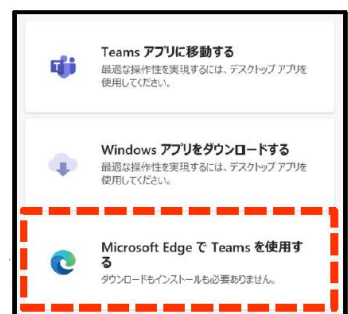 Teams アプリに移動する
最適な操作性を実現するには、デスクトップ アプリを
使用してください。
Windows アプリをダウンロードする
最適な操作性を実現するには、デスクトップ アプリを
使用してください。
Microsoft Edge で Teams を使用す
る
ダウンロードもインストールも必要ありません。